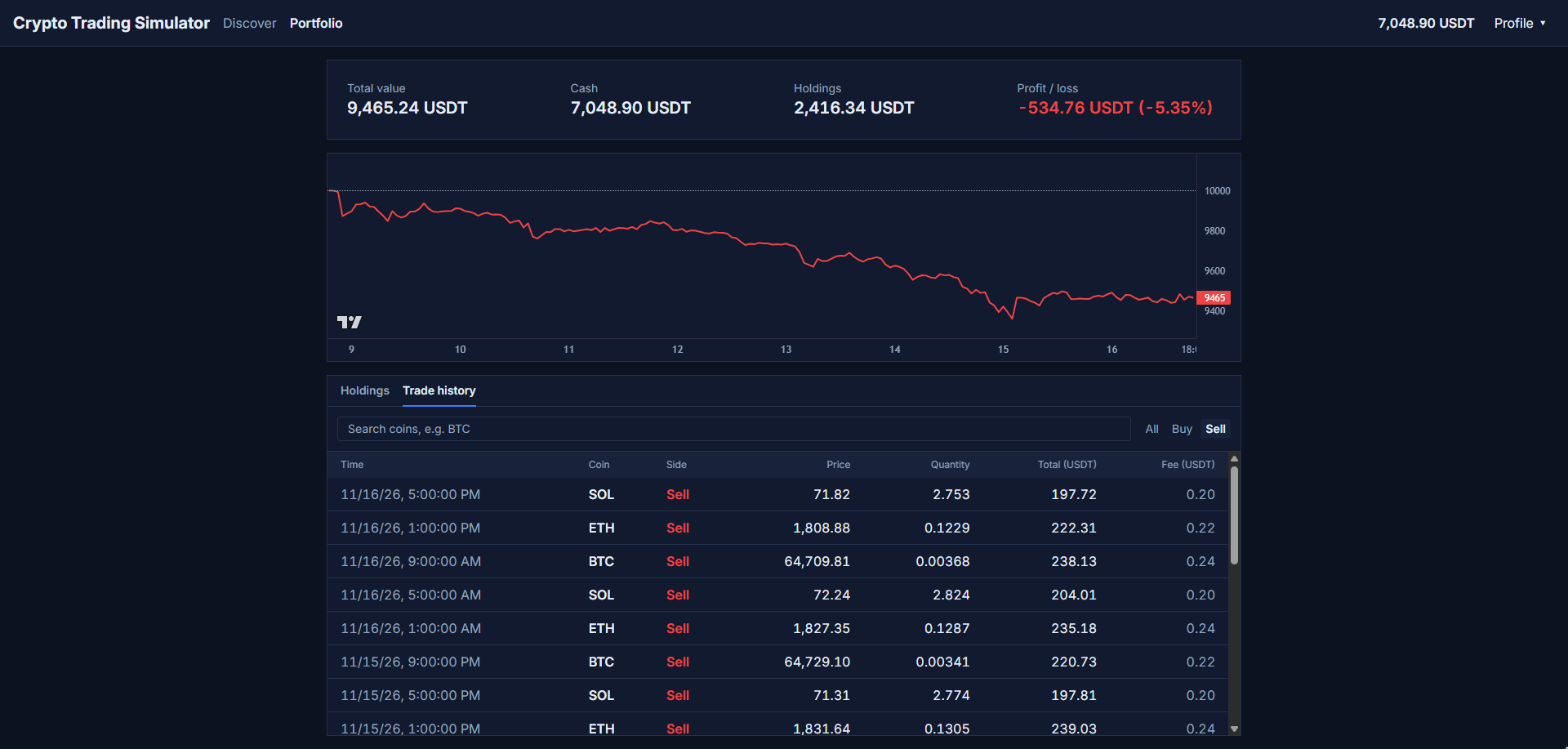 Crypto Trading Simulator Discover Portfolio 7,048.90 USDT Profile ▼
Total value Cash Holdings Profit / loss
9,465.24 USDT 7,048.90 USDT 2,416.34 USDT -534.76 USDT (-5.35%)
10000
9800
9600
9465
9400
9 10 11 12 13 14 15 16 18:
Holdings Trade history
Search coins, e.g. BTC All Buy Sell
Time Coin Side Price Quantity Total (USDT) Fee (USDT)
11/16/26, 5:00:00 PM SOL Sell 71.82 2.753 197.72 0.20
11/16/26, 1:00:00 PM ETH Sell 1,808.88 0.1229 222.31 0.22
11/16/26, 9:00:00 AM BTC Sell 64,709.81 0.00368 238.13 0.24
11/16/26, 5:00:00 AM SOL Sell 72.24 2.824 204.01 0.20
11/16/26, 1:00:00 AM ETH Sell 1,827.35 0.1287 235.18 0.24
11/15/26, 9:00:00 PM BTC Sell 64,729.10 0.00341 220.73 0.22
11/15/26, 5:00:00 PM SOL Sell 71.31 2.774 197.81 0.20
11/15/26, 1:00:00 PM ETH Sell 1,831.64 0.1305 239.03 0.24